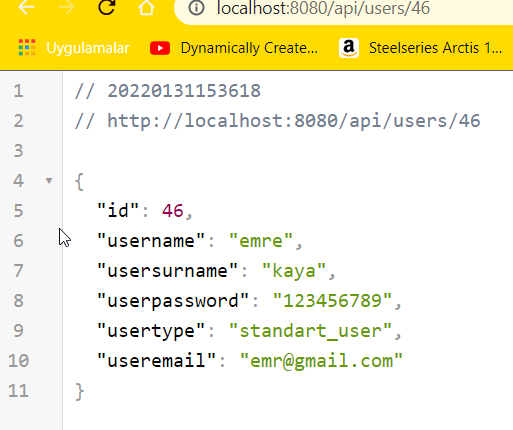 localhost:8080/api/users/46
Uygulamalar Dynamically Create... Steelseries Arctis 1...
1 // 20220131153618
2 // http://localhost:8080/api/users/46
3
4 {
5 "id": 46,
6 "username": "emre",
7 "usersurname": "kaya",
8 "userpassword": "123456789",
9 "usertype": "standart_user",
10 "useremail": "emr@gmail.com"
11 }